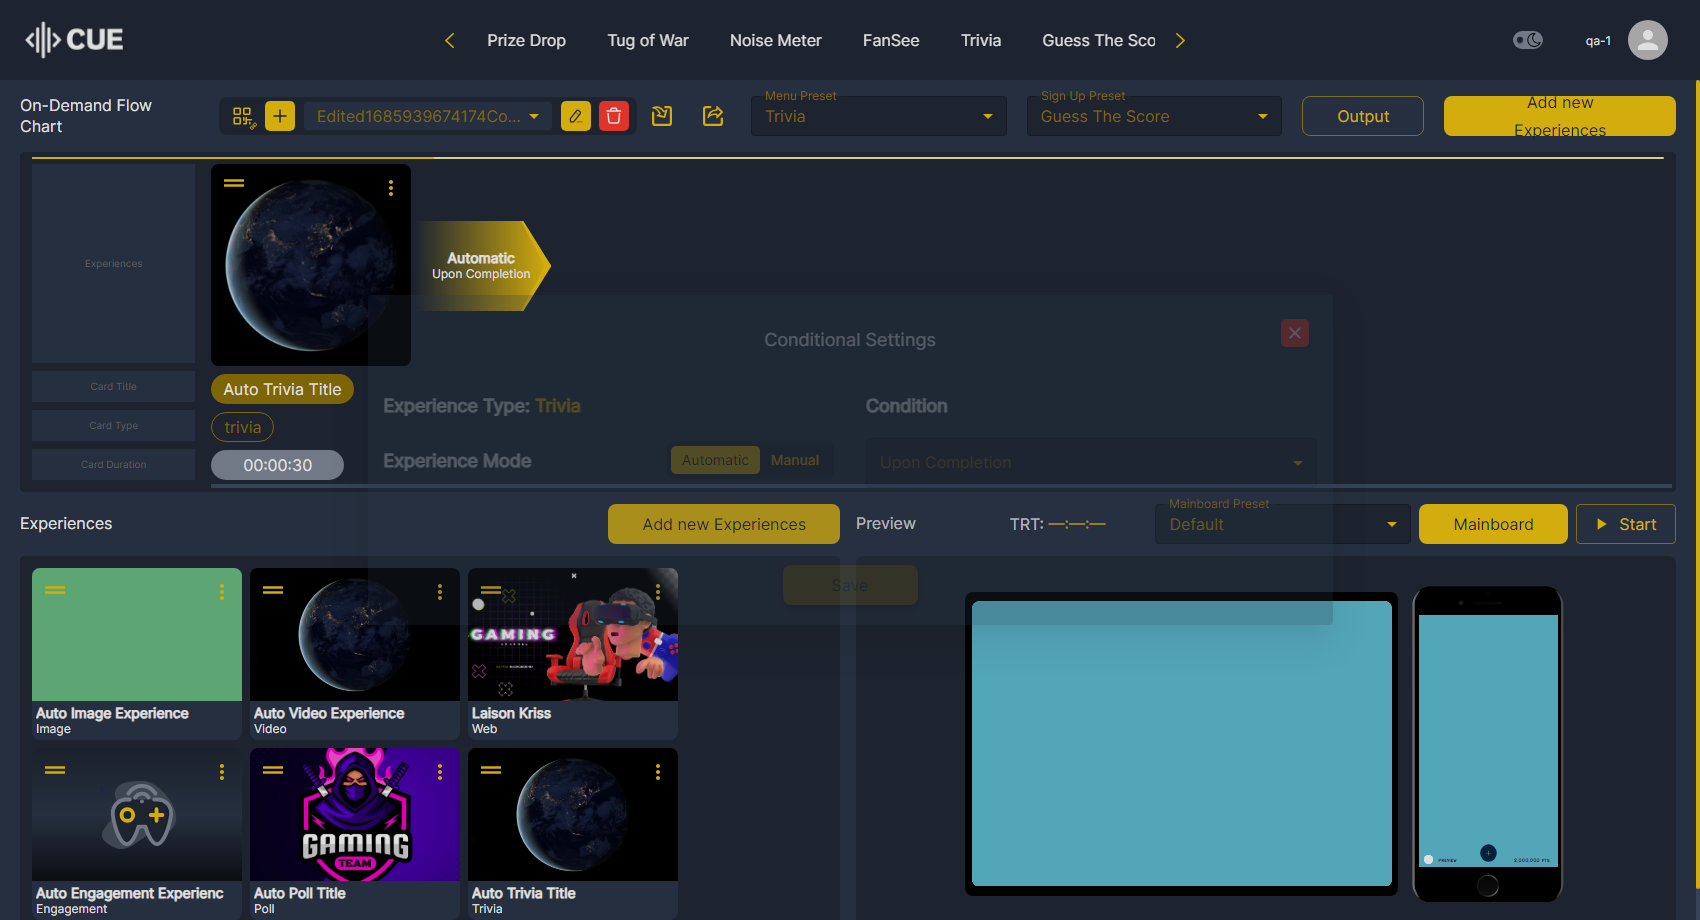 CUE
Prize Drop
Tug of War
Noise Meter
FanSee
Trivia
Guess The Sco
qa-1
On-Demand Flow
Chart
Edited1685939674174Co...
Menu Preset
Trivia
Sign Up Preset
Guess The Score
Output
Add new
Experiences
Experiences
Automatic
Upon Completion
Card Title
Auto Trivia Title
Card Type
trivia
Card Duration
00:00:30
Conditional Settings
Experience Type: Trivia
Condition
Experience Mode
Automatic
Manual
Upon Completion
Save
Experiences
Add new Experiences
Preview
TRT: —:—:—
Mainboard Preset
Default
Mainboard
Start
GAMING
Auto Image Experience
Image
Auto Video Experience
Video
Laison Kriss
Web
GAMING
TEAM
Auto Engagement Experienc
Engagement
Auto Poll Title
Poll
Auto Trivia Title
Trivia
PREVIEW